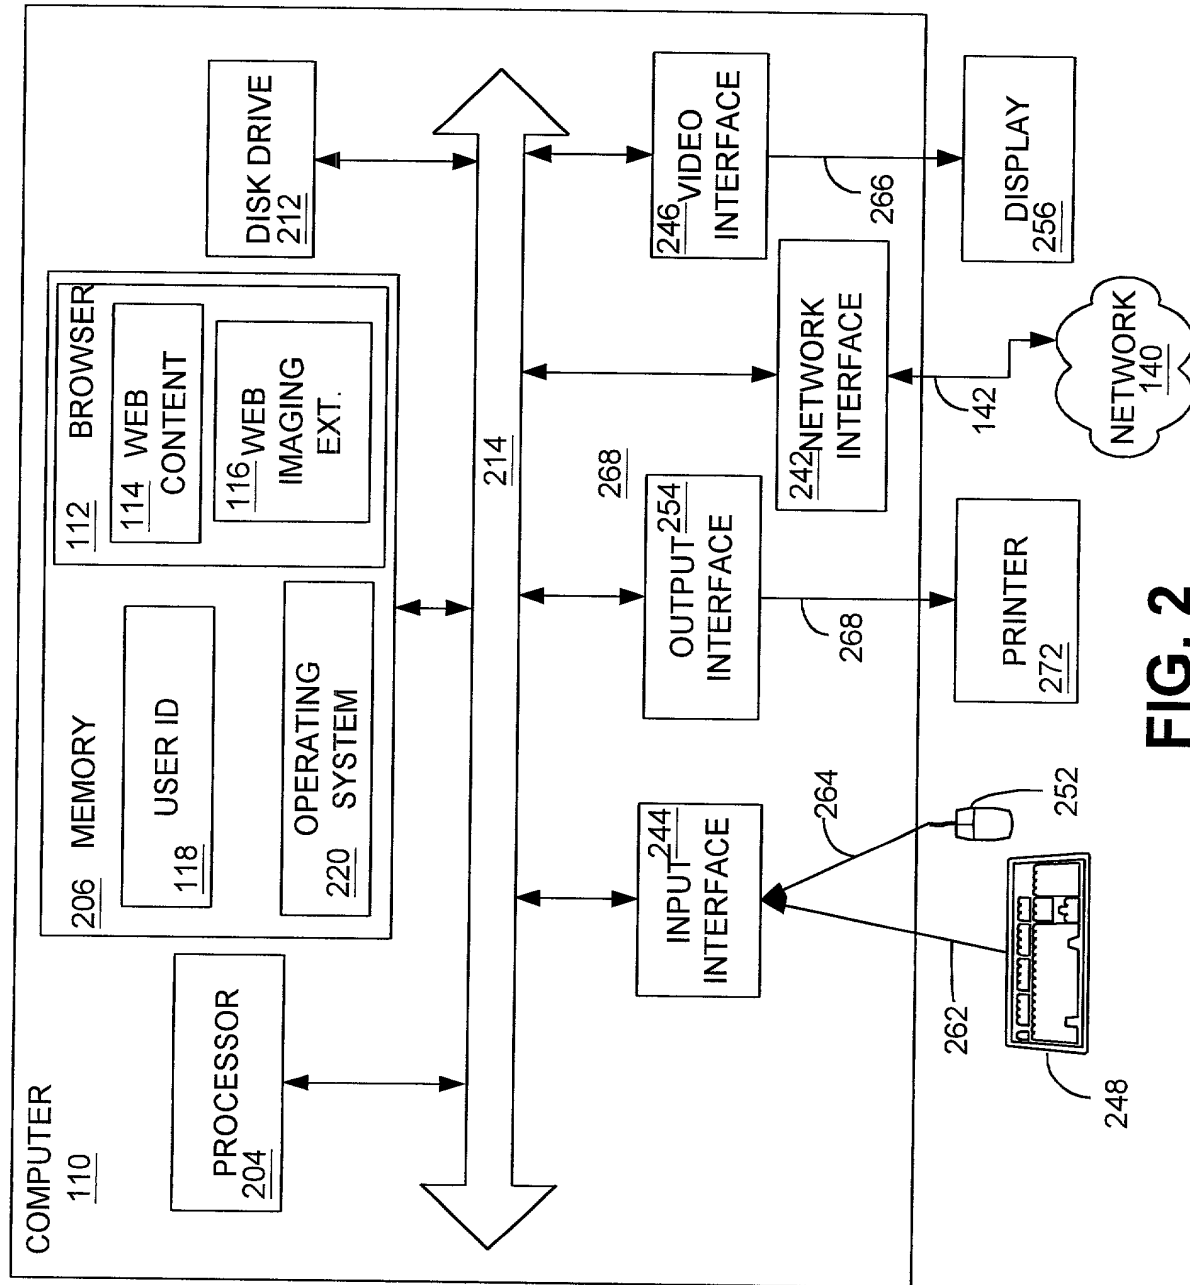 COMPUTER
110
PROCESSOR
204
206 MEMORY
118 USER ID
220 OPERATING
SYSTEM
112 BROWSER
114 WEB
CONTENT
116 WEB
IMAGING
EXT.
DISK DRIVE
212
214
INPUT 244
INTERFACE
OUTPUT 254
INTERFACE
268
242 NETWORK
INTERFACE
246 VIDEO
INTERFACE
262
264
268
142
266
248
252
PRINTER
272
NETWORK
140
DISPLAY
256
FIG. 2